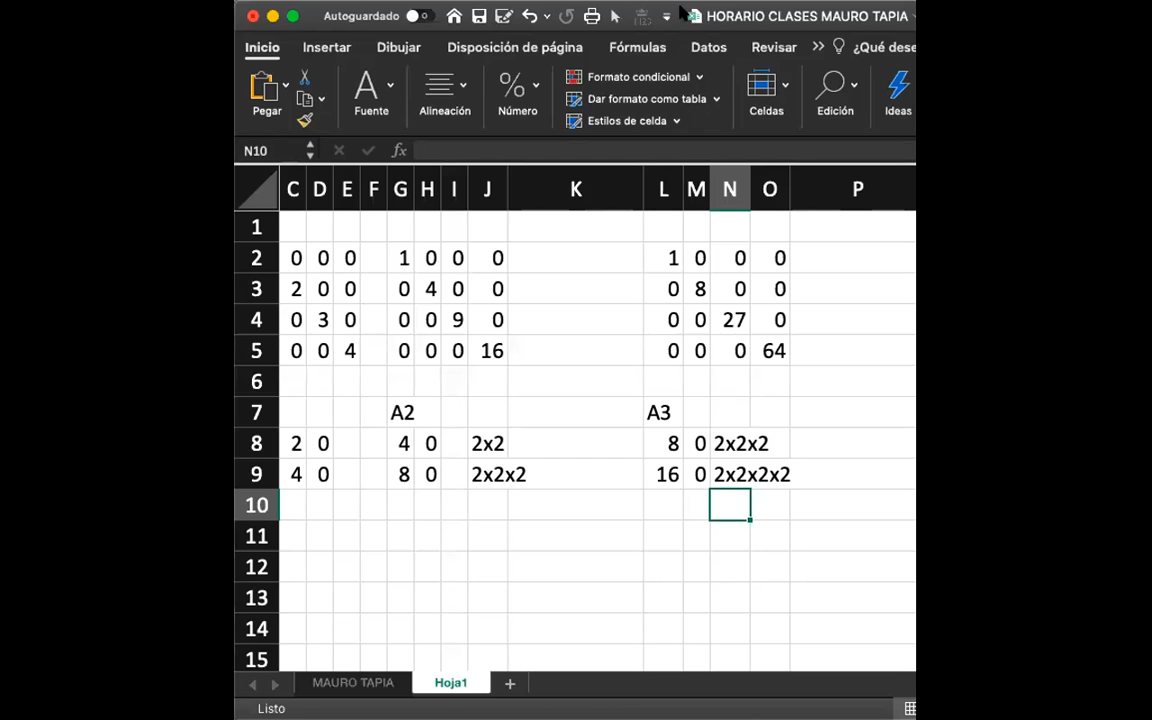 Autoguardado HORARIO CLASES MAURO TAPIA
Inicio Insertar Dibujar Disposición de página Fórmulas Datos Revisar >> ¿Qué dese
Pegar Fuente Alineación Número Formato condicional Celdas Edición Ideas
Dar formato como tabla
Estilos de celda
N10 fx
C D E F G H I J K L M N O P
1
2 0 0 0 1 0 0 0 1 0 0 0
3 2 0 0 0 4 0 0 0 8 0 0
4 0 3 0 0 0 9 0 0 0 27 0
5 0 0 4 0 0 0 16 0 0 0 64
6
7 A2 A3
8 2 0 4 0 2x2 8 0 2x2x2
9 4 0 8 0 2x2x2 16 0 2x2x2x2
10
11
12
13
14
15
MAURO TAPIA Hoja1 +
Listo